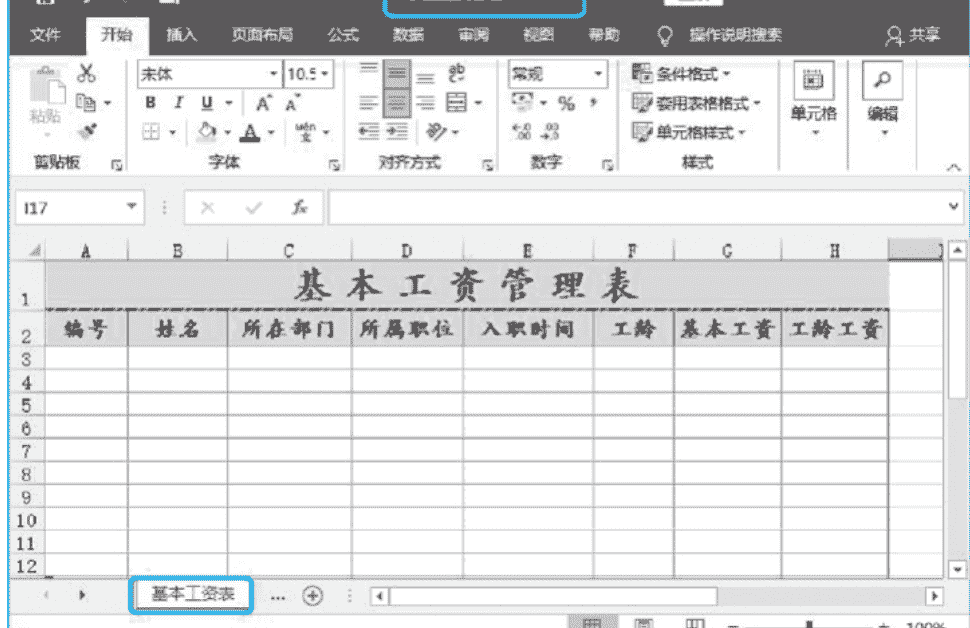 文件 开始 插入 页面布局 公式 数据 审阅 视图 帮助 操作说明搜索 共享
宋体 10.5 常规 条件格式
粘贴 B I U A A % 套用表格格式 单元格 编辑
A wén 文 .00 .00 单元格样式
剪贴板 字体 对齐方式 数字 样式
I17 fx
A B C D E F G H
1 基本工资管理表
2 编号 姓名 所在部门 所属职位 入职时间 工龄 基本工资 工龄工资
3
4
5
6
7
8
9
10
11
12
基本工资表 ...
100%